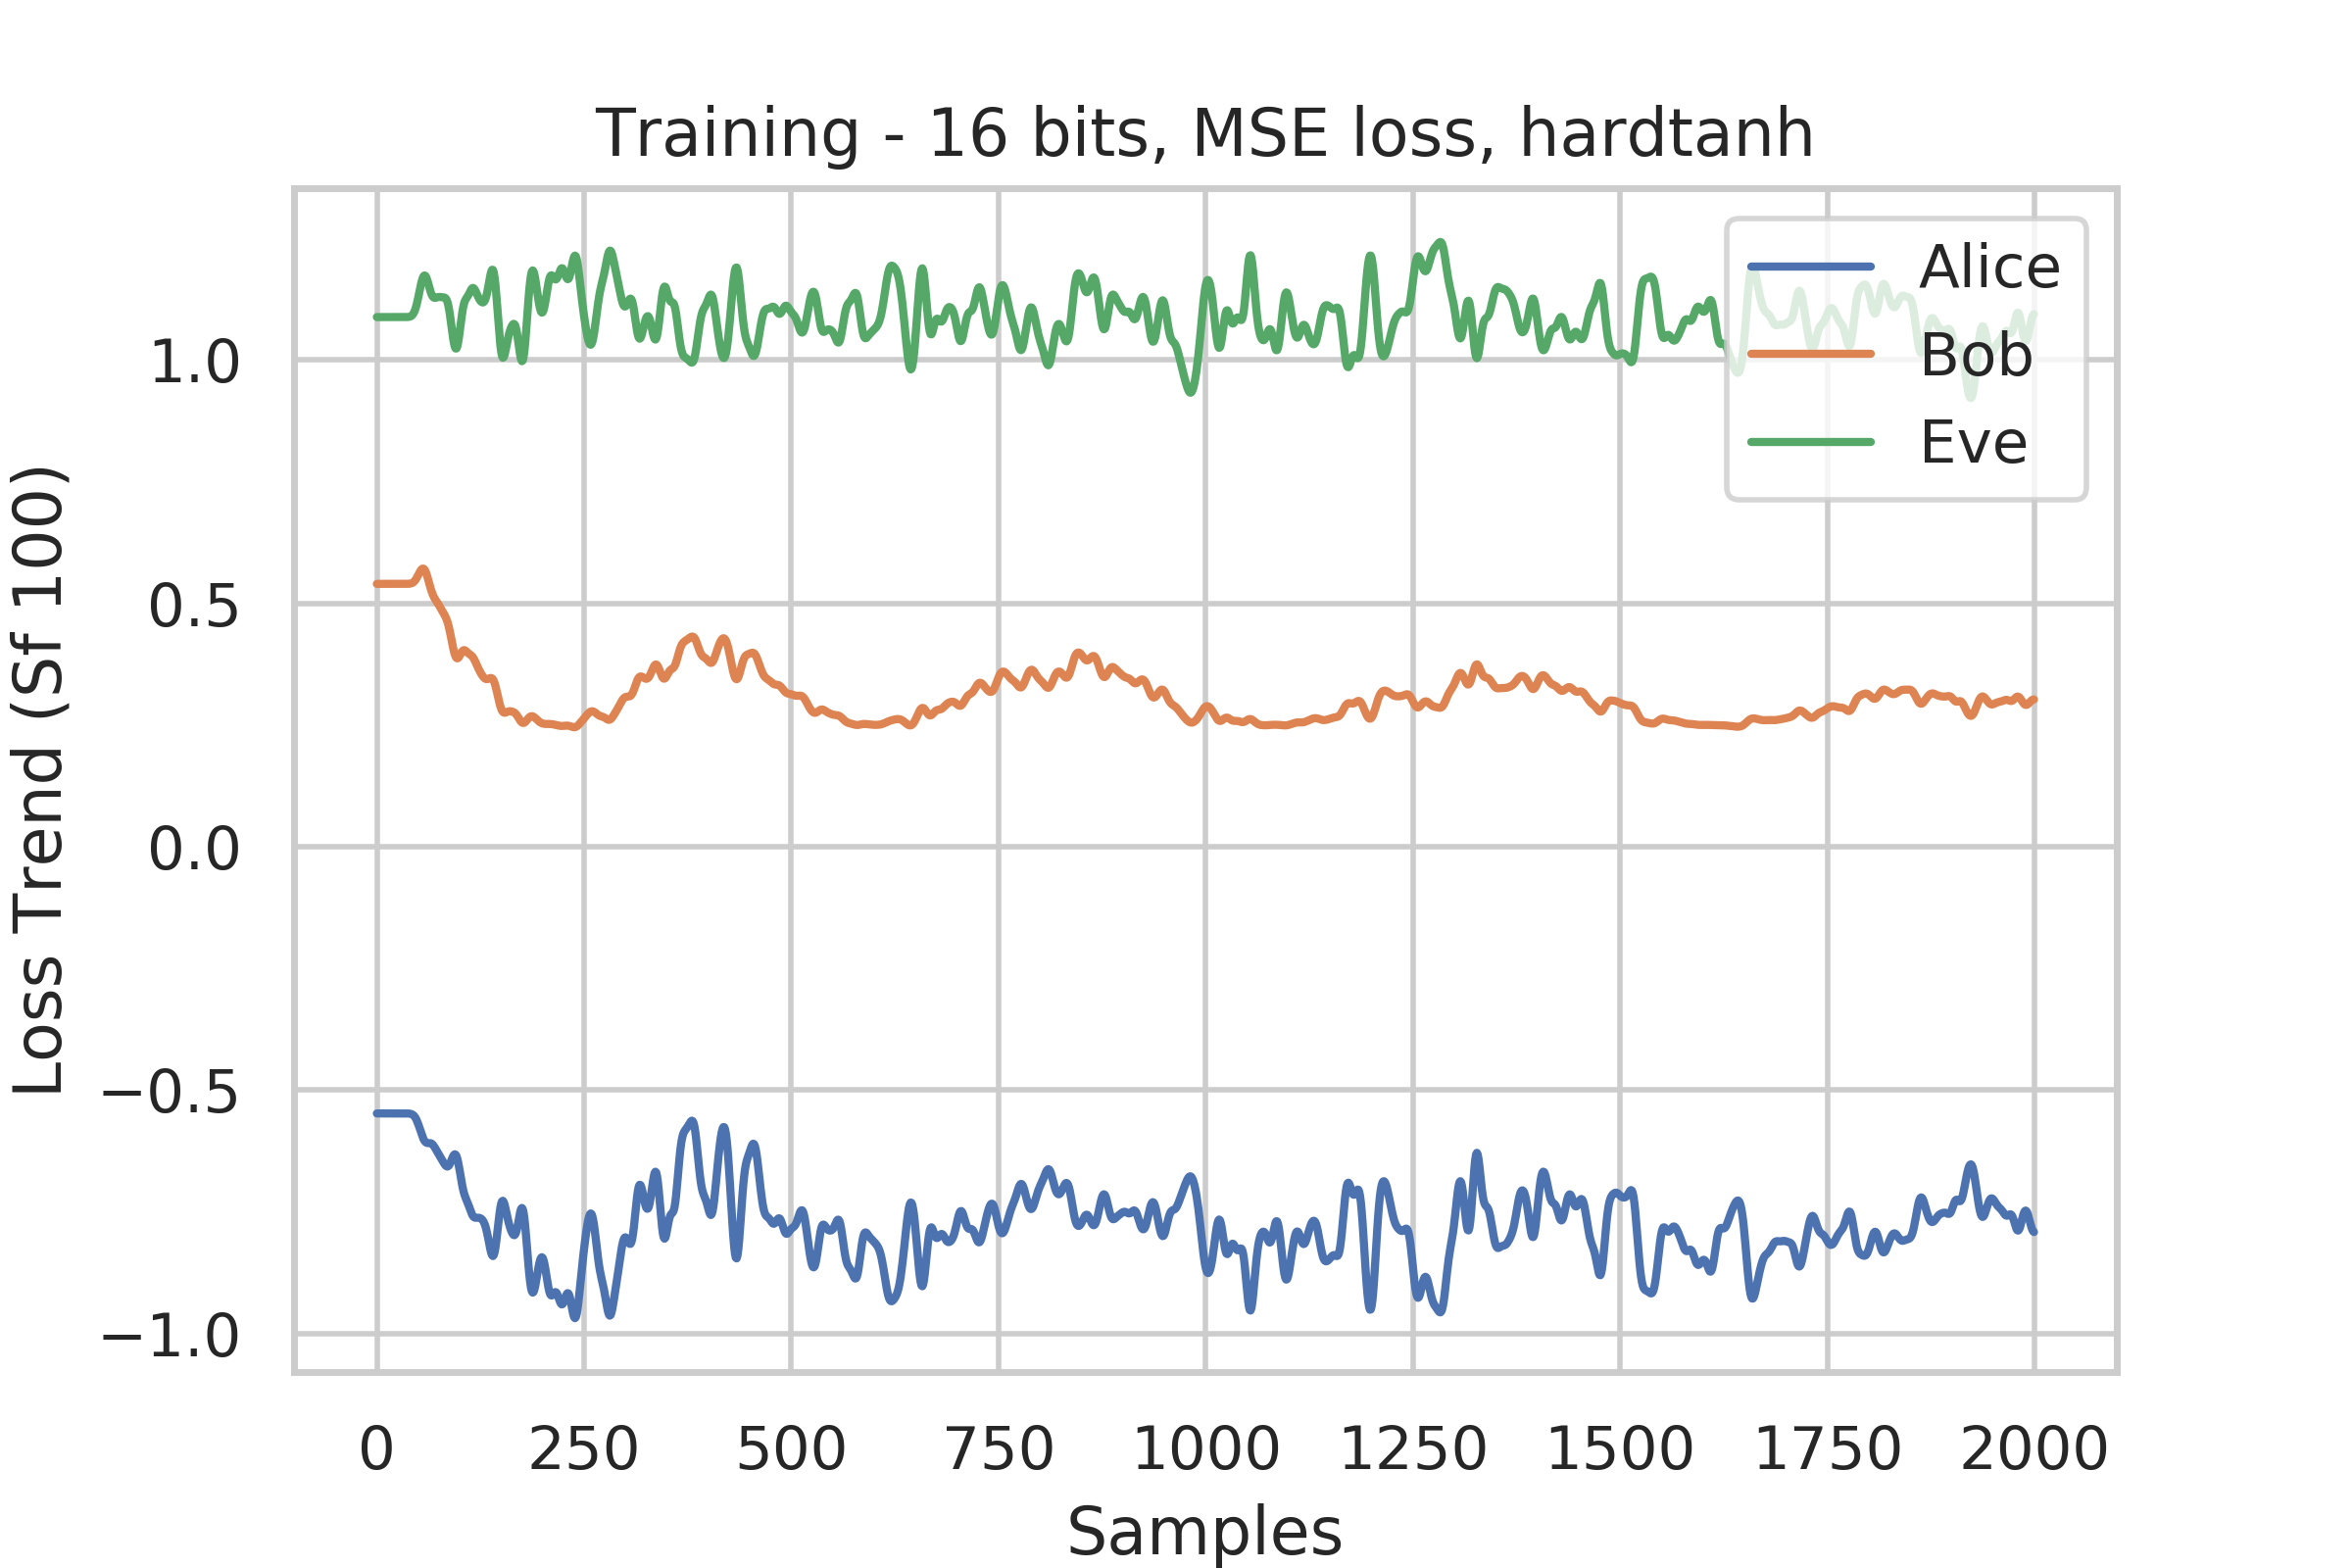 Training - 16 bits, MSE loss, hardtanh
Loss Trend (Sf 100)
1.0
0.5
0.0
−0.5
−1.0
Alice
Bob
Eve
0 250 500 750 1000 1250 1500 1750 2000
Samples